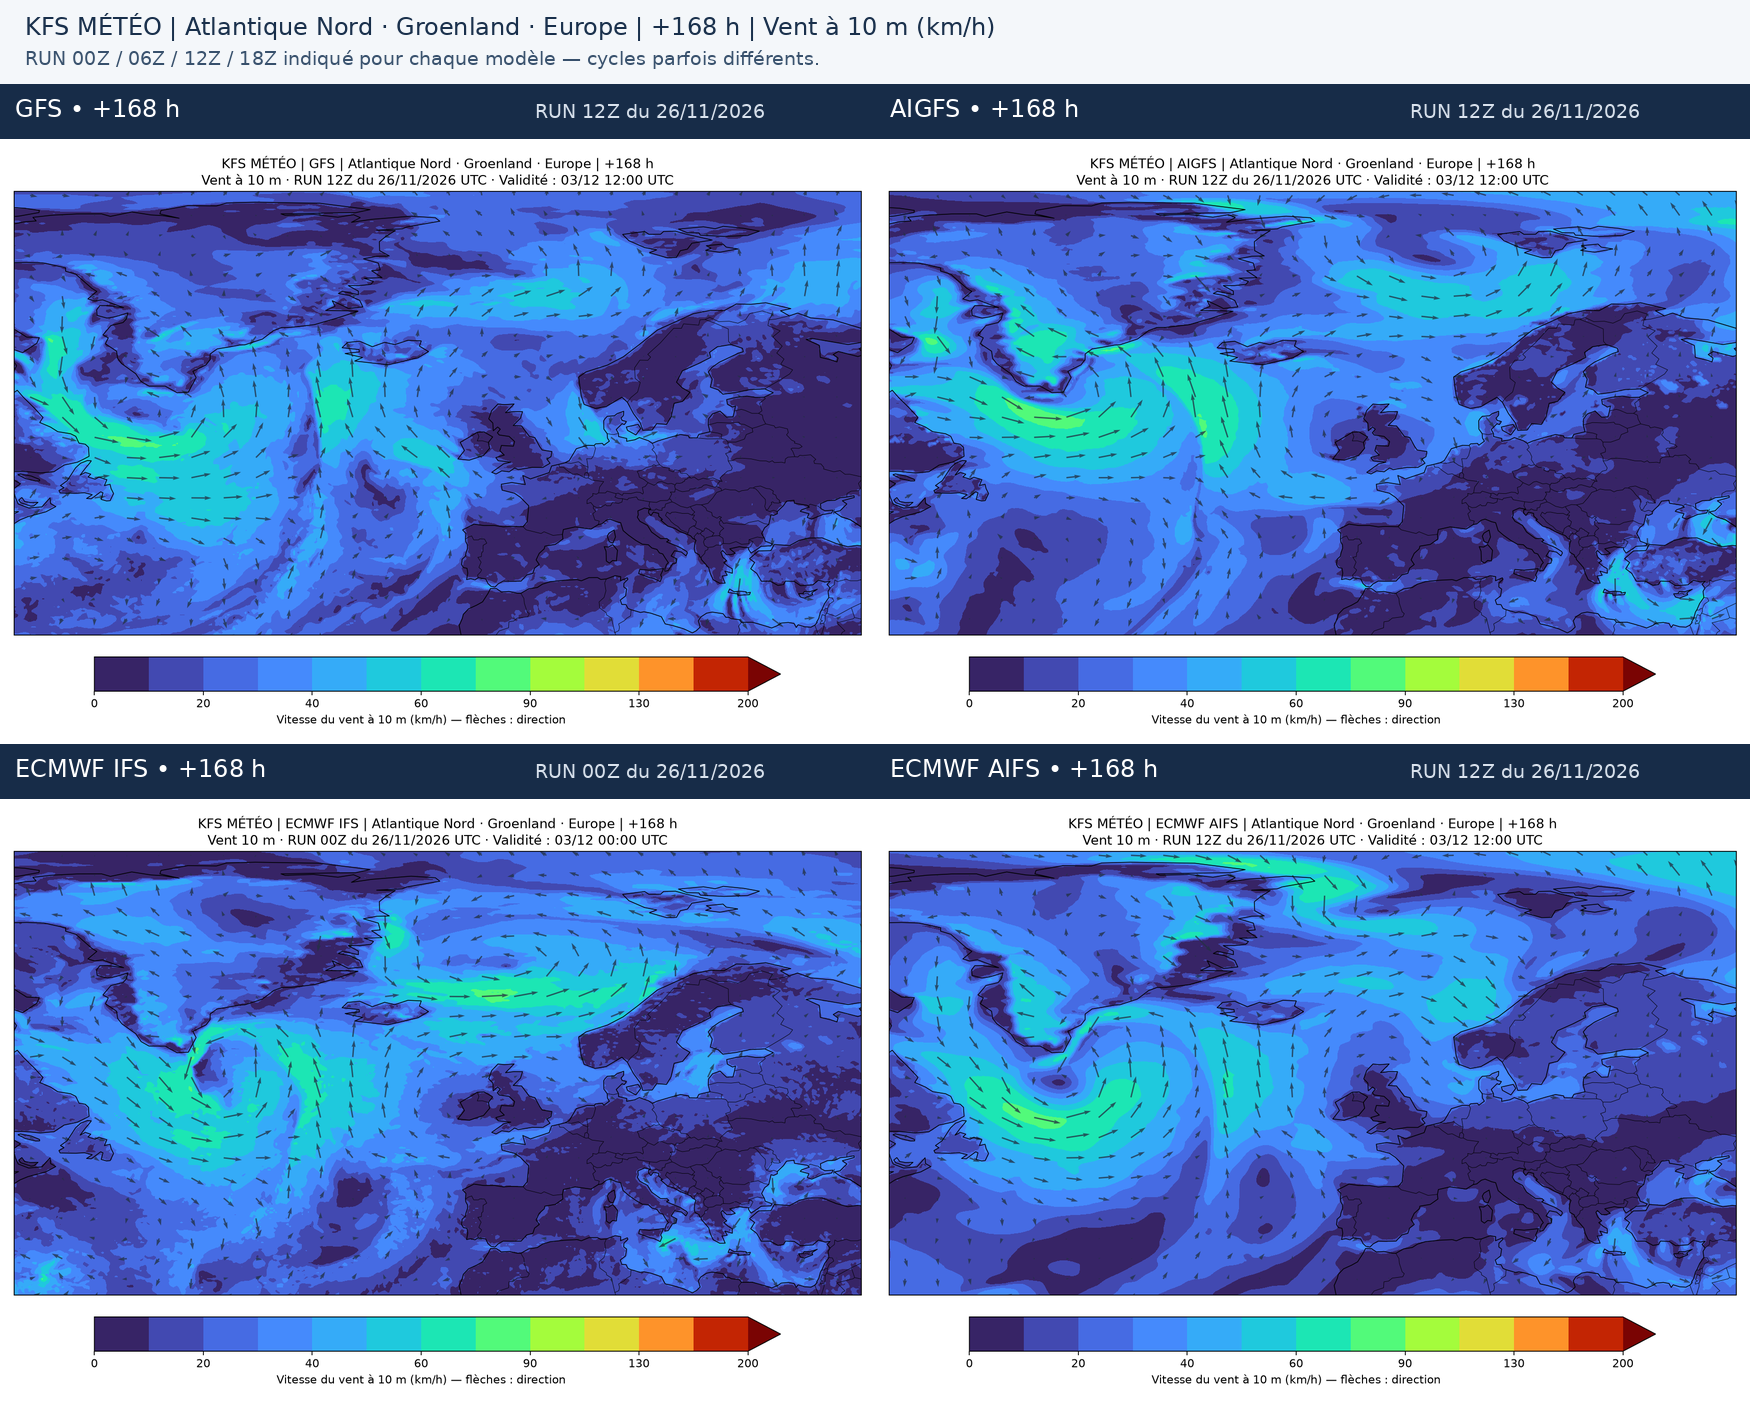 KFS MÉTÉO | Atlantique Nord · Groenland · Europe | +168 h | Vent à 10 m (km/h)
RUN 00Z / 06Z / 12Z / 18Z indiqué pour chaque modèle — cycles parfois différents.
GFS • +168 h
RUN 12Z du 26/11/2026
KFS MÉTÉO | GFS | Atlantique Nord · Groenland · Europe | +168 h
Vent à 10 m · RUN 12Z du 26/11/2026 UTC · Validité : 03/12 12:00 UTC
0 20 40 60 90 130 200
Vitesse du vent à 10 m (km/h) — flèches : direction
AIGFS • +168 h
RUN 12Z du 26/11/2026
KFS MÉTÉO | AIGFS | Atlantique Nord · Groenland · Europe | +168 h
Vent à 10 m · RUN 12Z du 26/11/2026 UTC · Validité : 03/12 12:00 UTC
0 20 40 60 90 130 200
Vitesse du vent à 10 m (km/h) — flèches : direction
ECMWF IFS • +168 h
RUN 00Z du 26/11/2026
KFS MÉTÉO | ECMWF IFS | Atlantique Nord · Groenland · Europe | +168 h
Vent 10 m · RUN 00Z du 26/11/2026 UTC · Validité : 03/12 00:00 UTC
0 20 40 60 90 130 200
Vitesse du vent à 10 m (km/h) — flèches : direction
ECMWF AIFS • +168 h
RUN 12Z du 26/11/2026
KFS MÉTÉO | ECMWF AIFS | Atlantique Nord · Groenland · Europe | +168 h
Vent 10 m · RUN 12Z du 26/11/2026 UTC · Validité : 03/12 12:00 UTC
0 20 40 60 90 130 200
Vitesse du vent à 10 m (km/h) — flèches : direction